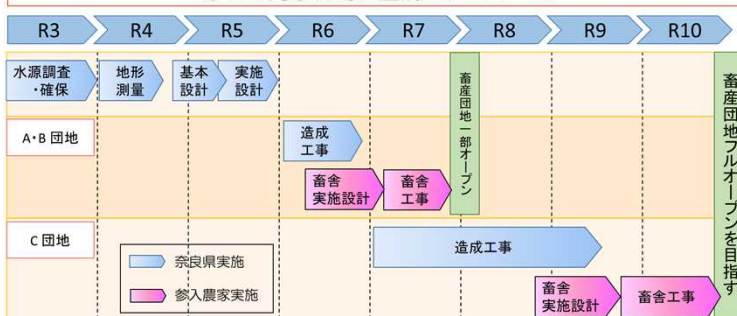 R3
R4
R5
R6
R7
R8
R9
R10
水源調査
・確保
地形
測量
基本
設計
実施
設計
A・B 団地
造成
工事
畜舎
実施設計
畜舎
工事
畜産団地一部オープン
C 団地
造成工事
畜舎
実施設計
畜舎工事
畜産団地フルオープンを目指す
奈良県実施
参入農家実施